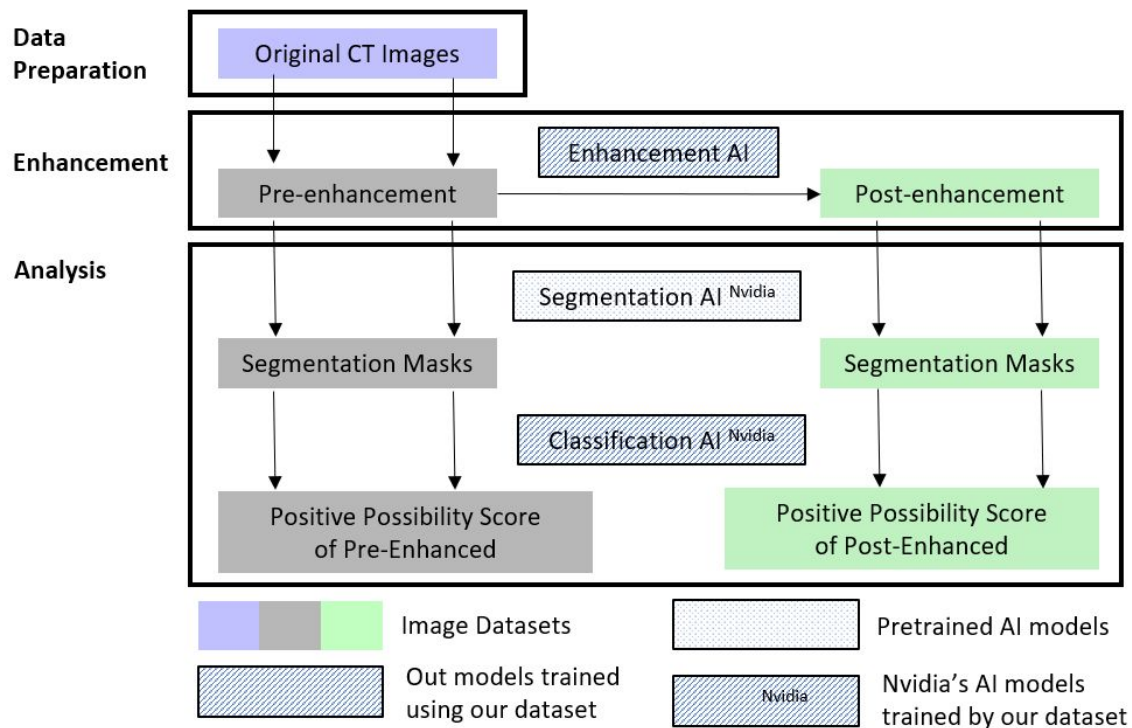 Data
Preparation
Original CT Images
Enhancement
Enhancement AI
Pre-enhancement
Post-enhancement
Analysis
Segmentation AI Nvidia
Segmentation Masks
Segmentation Masks
Classification AI Nvidia
Positive Possibility Score
of Pre-Enhanced
Positive Possibility Score
of Post-Enhanced
Image Datasets
Pretrained AI models
Out models trained
using our dataset
Nvidia
Nvidia’s AI models
trained by our dataset